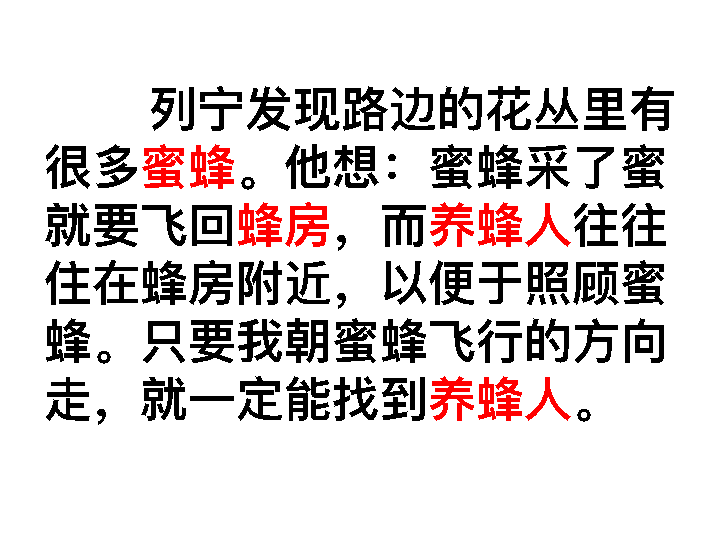 列宁发现路边的花丛里有
很多蜜蜂。他想：蜜蜂采了蜜
就要飞回蜂房，而养蜂人往往
住在蜂房附近，以便于照顾蜜
蜂。只要我朝蜜蜂飞行的方向
走，就一定能找到养蜂人。